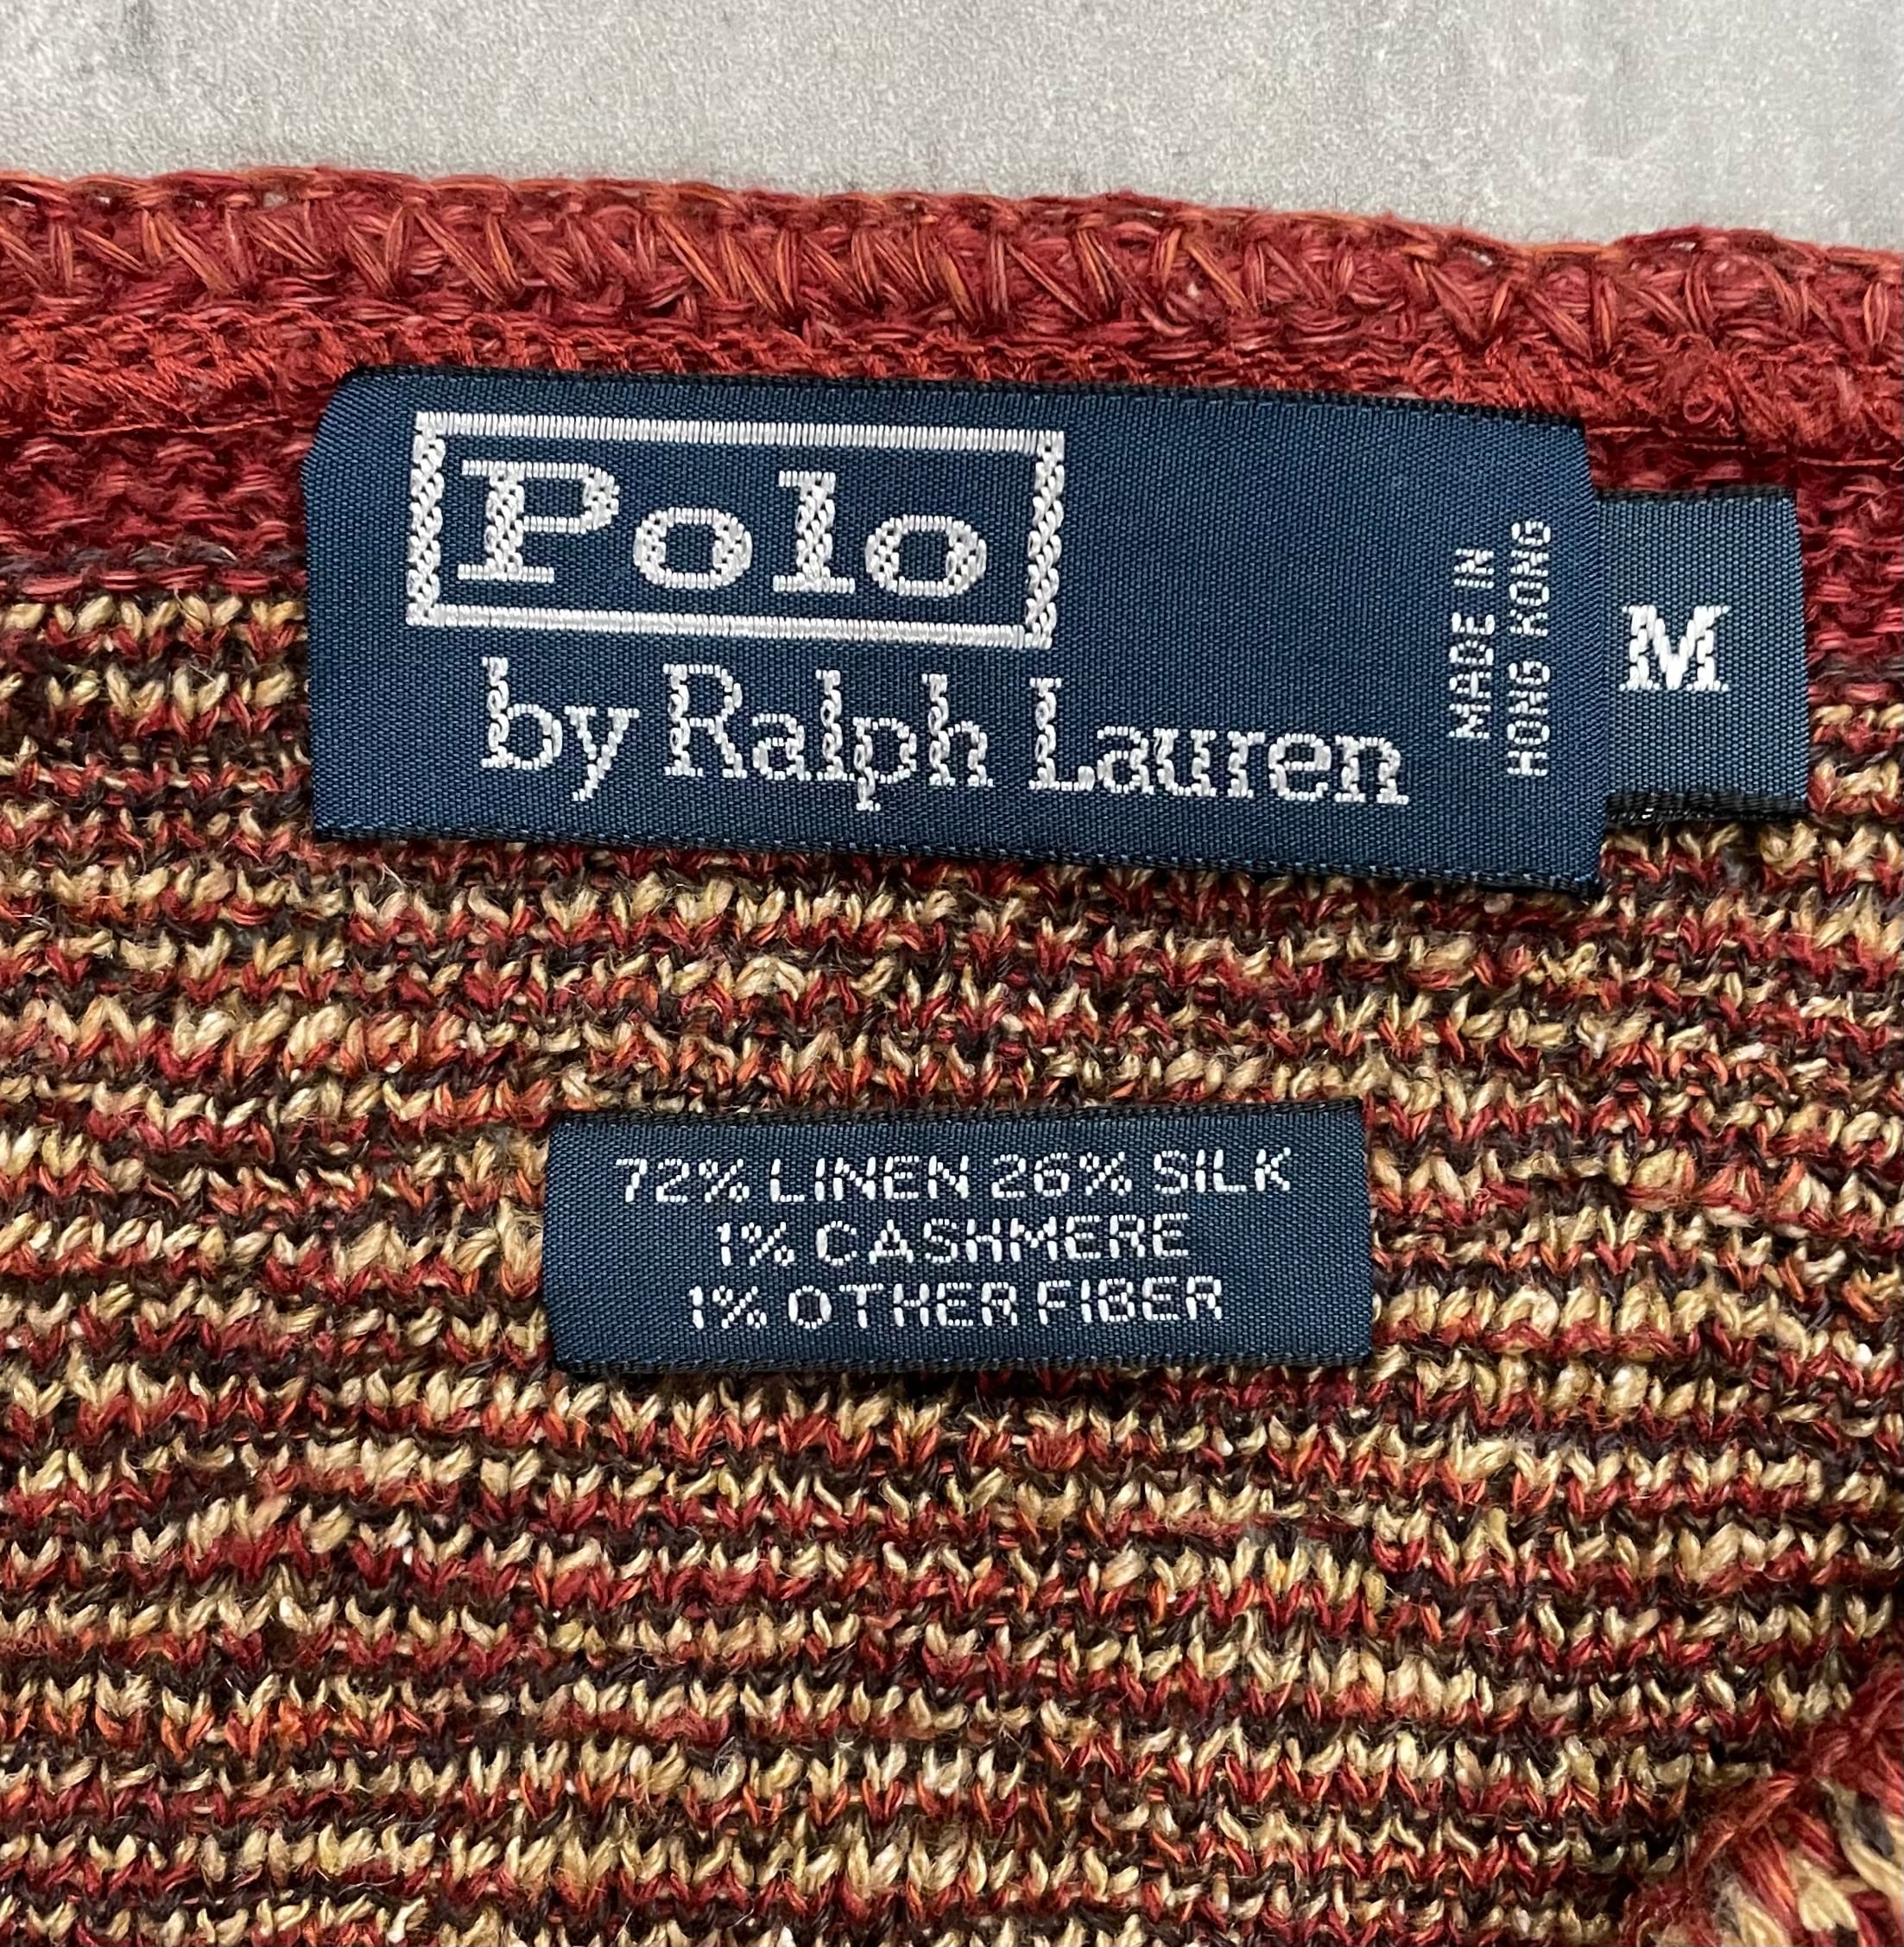 Polo
by Ralph Lauren
MADE IN
HONG KONG
M
72% LINEN 26% SILK
1% CASHMERE
1% OTHER FIBER